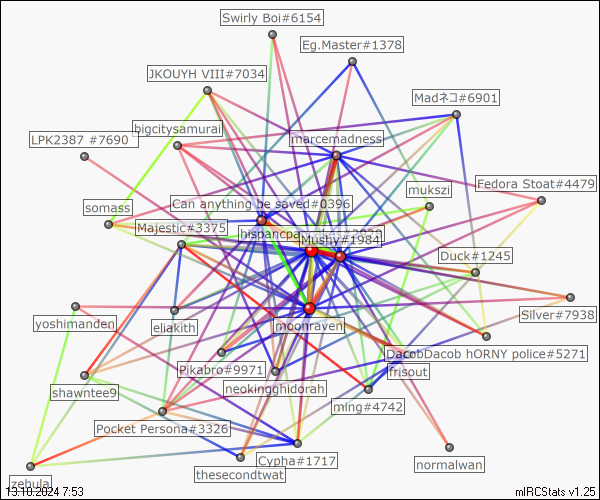 Swirly Boi#6154
Eg.Master#1378
JKOUYH VIII#7034
Madネコ#6901
bigcitysamurai
LPK2387 #7690
marcemadness
mukszi
Fedora Stoat#4479
Can anything be saved#0396
somass
Majestic#3375
Mushy#1984
Duck#1245
Silver#7938
yoshimanden
eliakith
moonraven
DacobDacob hORNY police#5271
Pikabro#9971
frisout
neokingghidorah
shawntee9
ming#4742
Pocket Persona#3326
Cypha#1717
normalwan
thesecondtwat
zebula
13.10.2024 7:53
mIRCStats v1.25